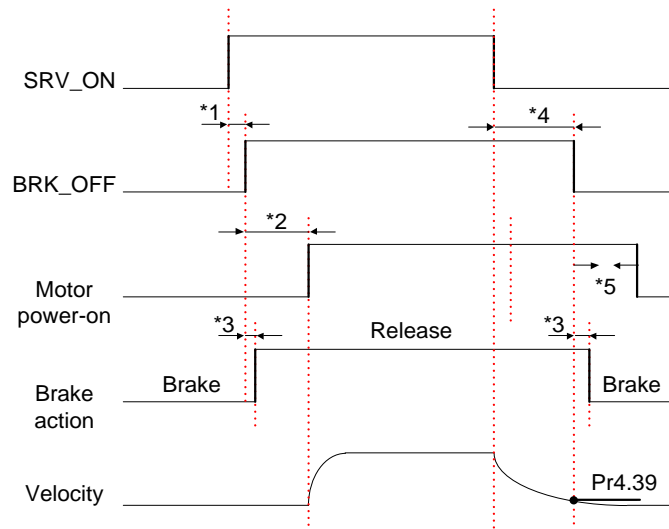 SRV_ON
*1
*4
BRK_OFF
*2
*5
Motor
power-on
*3
Release
*3
Brake
Brake
Brake
action
Pr4.39
Velocity